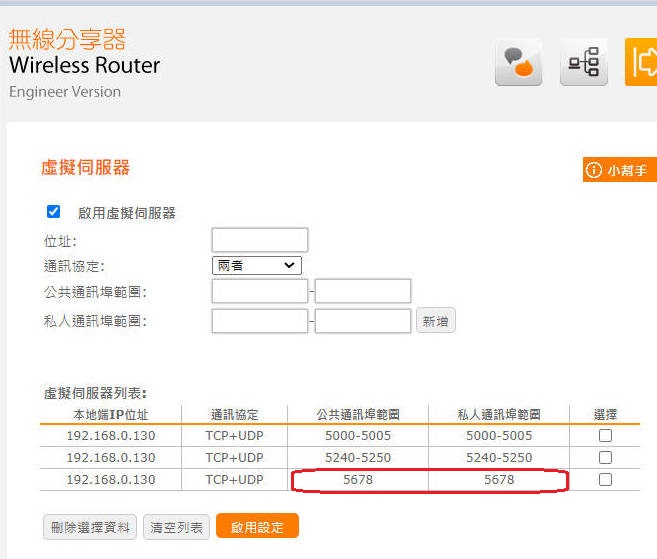 無線分享器
Wireless Router
Engineer Version
虛擬伺服器
小幫手
啟用虛擬伺服器
位址:
通訊協定: 兩者
公共通訊埠範圍: -
私人通訊埠範圍: - 新增
虛擬伺服器列表:
本地端IP位址 通訊協定 公共通訊埠範圍 私人通訊埠範圍 選擇
192.168.0.130 TCP+UDP 5000-5005 5000-5005
192.168.0.130 TCP+UDP 5240-5250 5240-5250
192.168.0.130 TCP+UDP 5678 5678
刪除選擇資料 清空列表 啟用設定